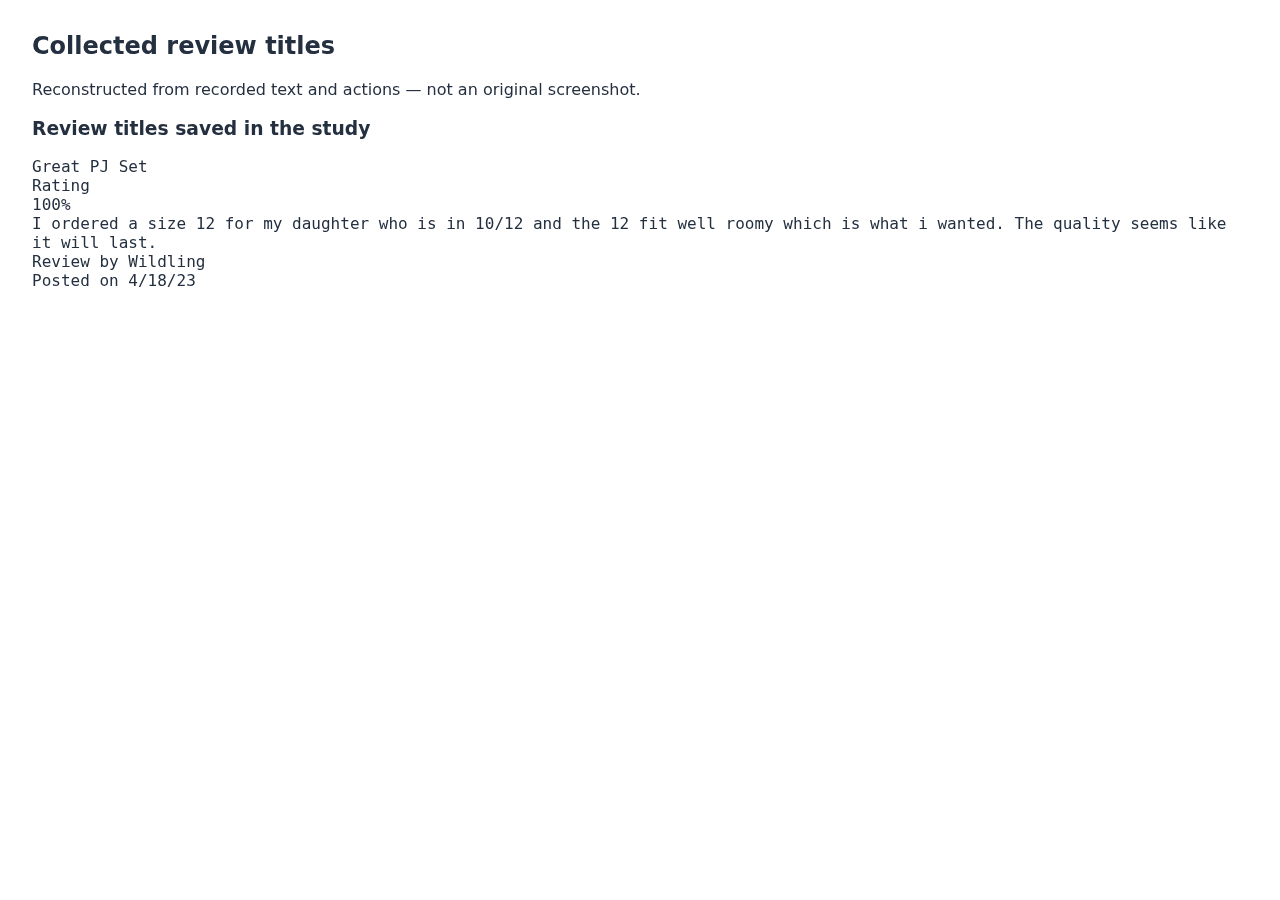 Collected review titles
Reconstructed from recorded text and actions — not an original screenshot.
Review titles saved in the study
Great PJ Set
Rating
100%
I ordered a size 12 for my daughter who is in 10/12 and the 12 fit well roomy which is what i wanted. The quality seems like
it will last.
Review by Wildling
Posted on 4/18/23